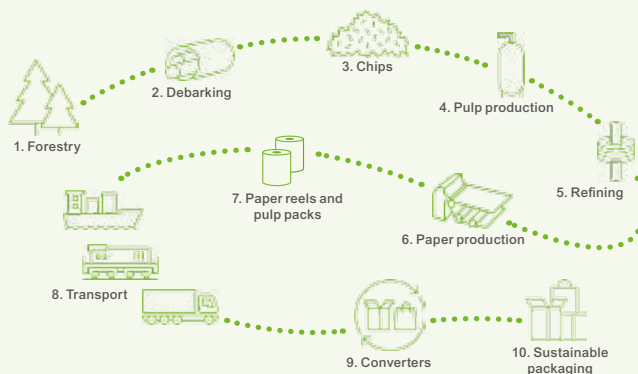 1. Forestry
2. Debarking
3. Chips
4. Pulp production
5. Refining
6. Paper production
7. Paper reels and
pulp packs
8. Transport
9. Converters
10. Sustainable
packaging